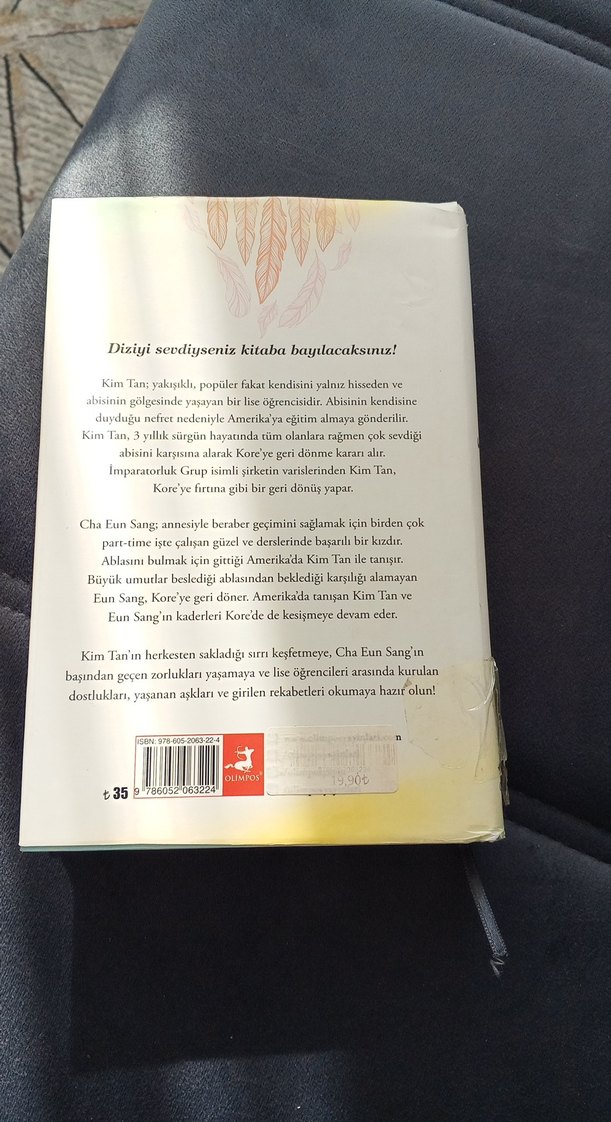 Diziyi sevdiyseniz kitaba bayılacaksınız!
Kim Tan; yakışıklı, popüler fakat kendisini yalnız hisseden ve
abisinin gölgesinde yaşayan bir lise öğrencisidir. Abisinin kendisine
duyduğu nefret nedeniyle Amerika'ya eğitim almaya gönderilir.
Kim Tan, 3 yıllık sürgün hayatında tüm olanlara rağmen çok sevdiği
abisini karşısına alarak Kore'ye geri dönme kararı alır.
İmparatorluk Grup isimli şirketin varislerinden Kim Tan,
Kore'ye fırtına gibi bir geri dönüş yapar.
Cha Eun Sang; annesiyle beraber geçimini sağlamak için birden çok
part-time işte çalışan güzel ve derslerinde başarılı bir kızdır.
Ablasını bulmak için gittiği Amerika'da Kim Tan ile tanışır.
Büyük umutlar beslediği ablasından beklediği karşılığı alamayan
Eun Sang, Kore'ye geri döner. Amerika'da tanışan Kim Tan ve
Eun Sang'ın kaderleri Kore'de de kesişmeye devam eder.
Kim Tan'ın herkesten sakladığı sırrı keşfetmeye, Cha Eun Sang'ın
başından geçen zorlukları yaşamaya ve lise öğrencileri arasında kurulan
dostlukları, yaşanan aşkları ve girilen rekabetleri okumaya hazır olun!
ISBN: 978-605-2063-22-4
₺ 35
9 786052 063224
OLİMPOS®
19,90₺